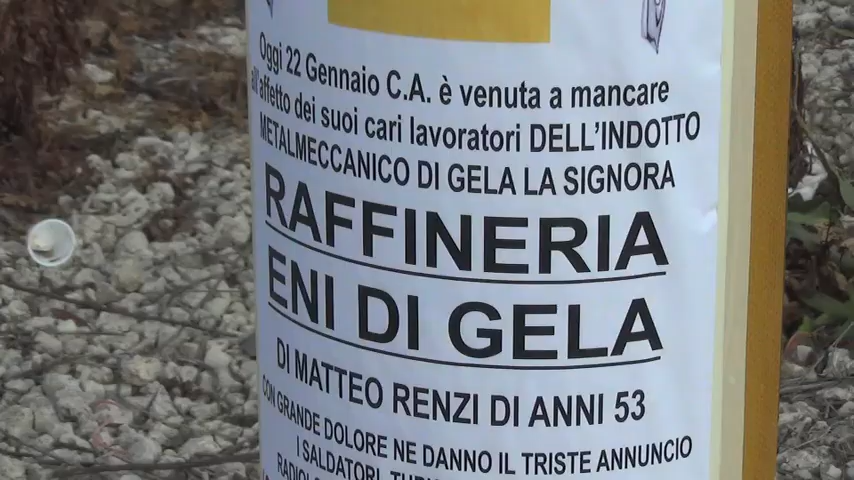 Oggi 22 Gennaio C.A. è venuta a mancare
all'affetto dei suoi cari lavoratori DELL'INDOTTO
METALMECCANICO DI GELA LA SIGNORA
RAFFINERIA
ENI DI GELA
DI MATTEO RENZI DI ANNI 53
CON GRANDE DOLORE NE DANNO IL TRISTE ANNUNCIO
I SALDATORI,